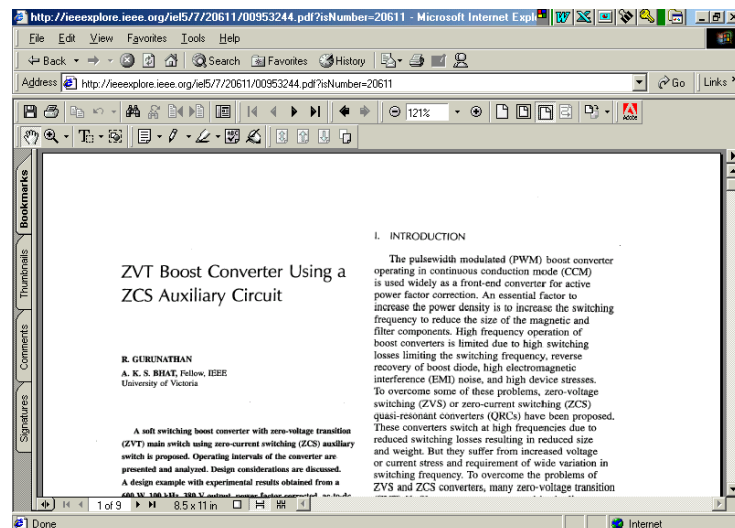 http://ieeexplore.ieee.org/iel5/7/20611/00953244.pdf?isNumber=20611 - Microsoft Internet Expl
File Edit View Favorites Tools Help
Back Search Favorites History
Address http://ieeexplore.ieee.org/iel5/7/20611/00953244.pdf?isNumber=20611 Go Links
121%
Adobe
Bookmarks
Thumbnails
Comments
Signatures
ZVT Boost Converter Using a
ZCS Auxiliary Circuit
R. GURUNATHAN
A. K. S. BHAT, Fellow, IEEE
University of Victoria
A soft switching boost converter with zero-voltage transition
(ZVT) main switch using zero-current switching (ZCS) auxiliary
switch is proposed. Operating intervals of the converter are
presented and analyzed. Design considerations are discussed.
A design example with experimental results obtained from a
600 W, 100 kHz, 380 V output, power factor corrected, ac-to-dc
I. INTRODUCTION
The pulsewidth modulated (PWM) boost converter
operating in continuous conduction mode (CCM)
is used widely as a front-end converter for active
power factor correction. An essential factor to
increase the power density is to increase the switching
frequency to reduce the size of the magnetic and
filter components. High frequency operation of
boost converters is limited due to high switching
losses limiting the switching frequency, reverse
recovery of boost diode, high electromagnetic
interference (EMI) noise, and high device stresses.
To overcome some of these problems, zero-voltage
switching (ZVS) or zero-current switching (ZCS)
quasi-resonant converters (QRCs) have been proposed.
These converters switch at high frequencies due to
reduced switching losses resulting in reduced size
and weight. But they suffer from increased voltage
or current stress and requirement of wide variation in
switching frequency. To overcome the problems of
ZVS and ZCS converters, many zero-voltage transition
1 of 9 8.5 x 11 in
Done Internet